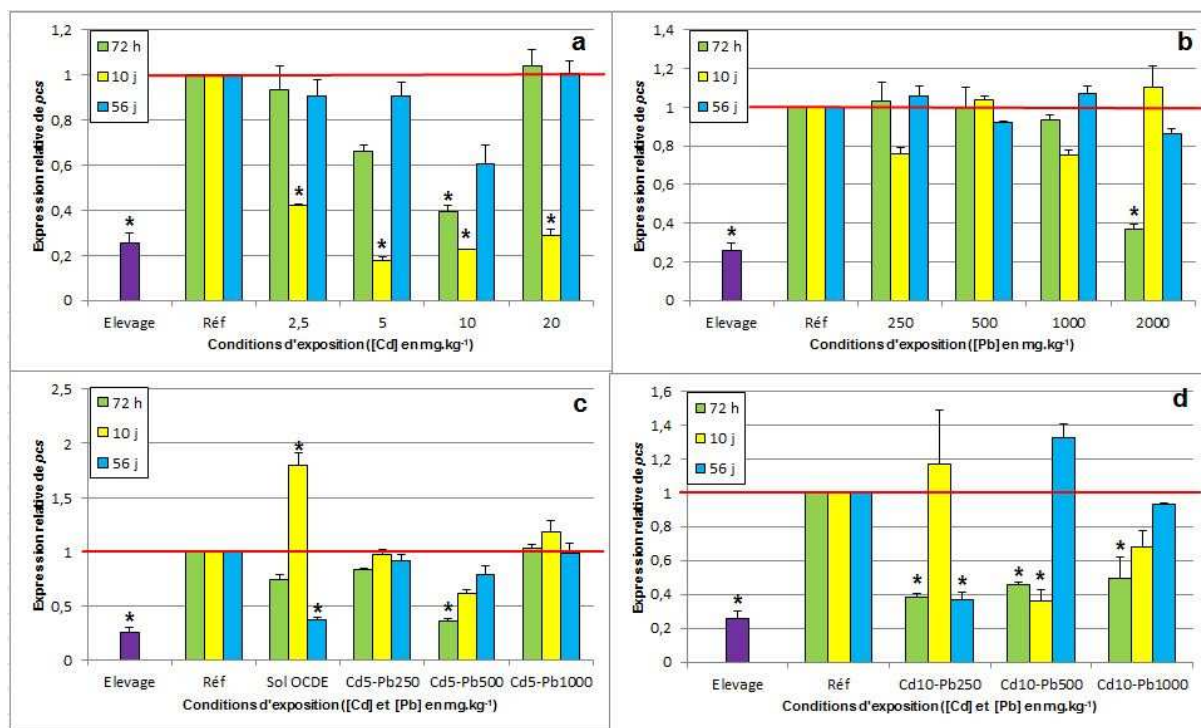 a
1,2
1
0,8
0,6
0,4
0,2
0
Expression relative de pcs
72 h
10 j
56 j
*
*
*
*
*
*
Elevage
Réf
2,5
5
10
20
Conditions d'exposition ([Cd] en mg.kg⁻¹)
b
1,4
1,2
1
0,8
0,6
0,4
0,2
0
Expression relative de pcs
72 h
10 j
56 j
*
*
Elevage
Réf
250
500
1000
2000
Conditions d'exposition ([Pb] en mg.kg⁻¹)
c
2,5
2
1,5
1
0,5
0
Expression relative de pcs
72 h
10 j
56 j
*
*
*
*
Elevage
Réf
Sol OCDE
Cd5-Pb250
Cd5-Pb500
Cd5-Pb1000
Conditions d'exposition ([Cd] et [Pb] en mg.kg⁻¹)
d
1,6
1,4
1,2
1
0,8
0,6
0,4
0,2
0
Expression relative de pcs
72 h
10 j
56 j
*
*
*
*
*
*
Elevage
Réf
Cd10-Pb250
Cd10-Pb500
Cd10-Pb1000
Conditions d'exposition ([Cd] et [Pb] en mg.kg⁻¹)